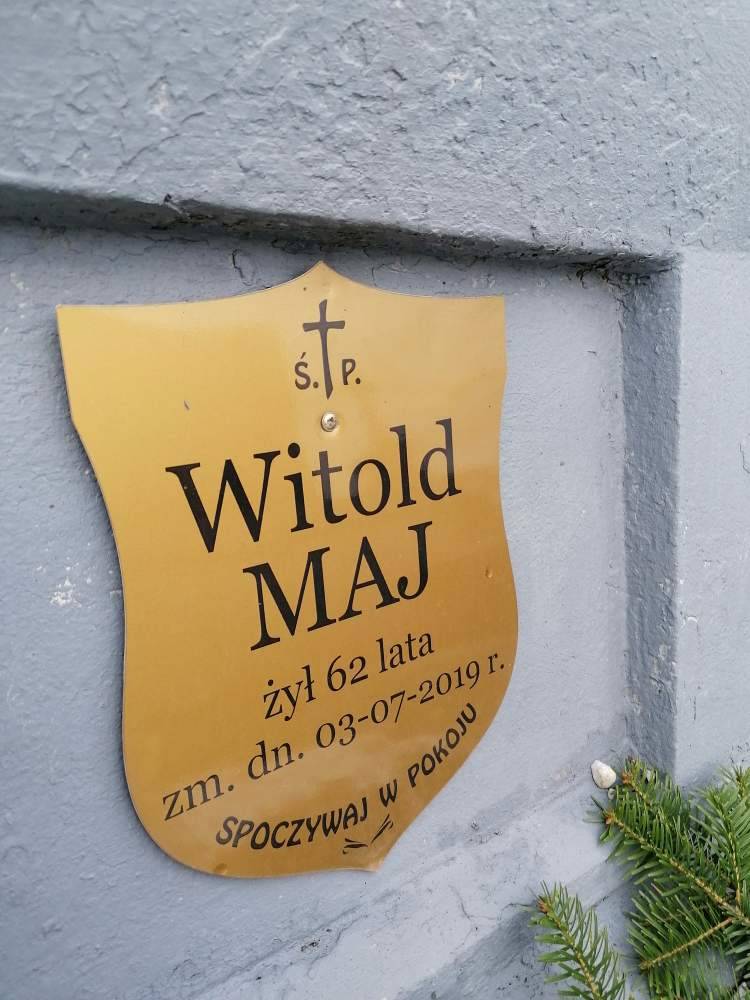 Ś. P.
Witold
MAJ
żył 62 lata
zm. dn. 03-07-2019 r.
SPOCZYWAJ W POKOJU